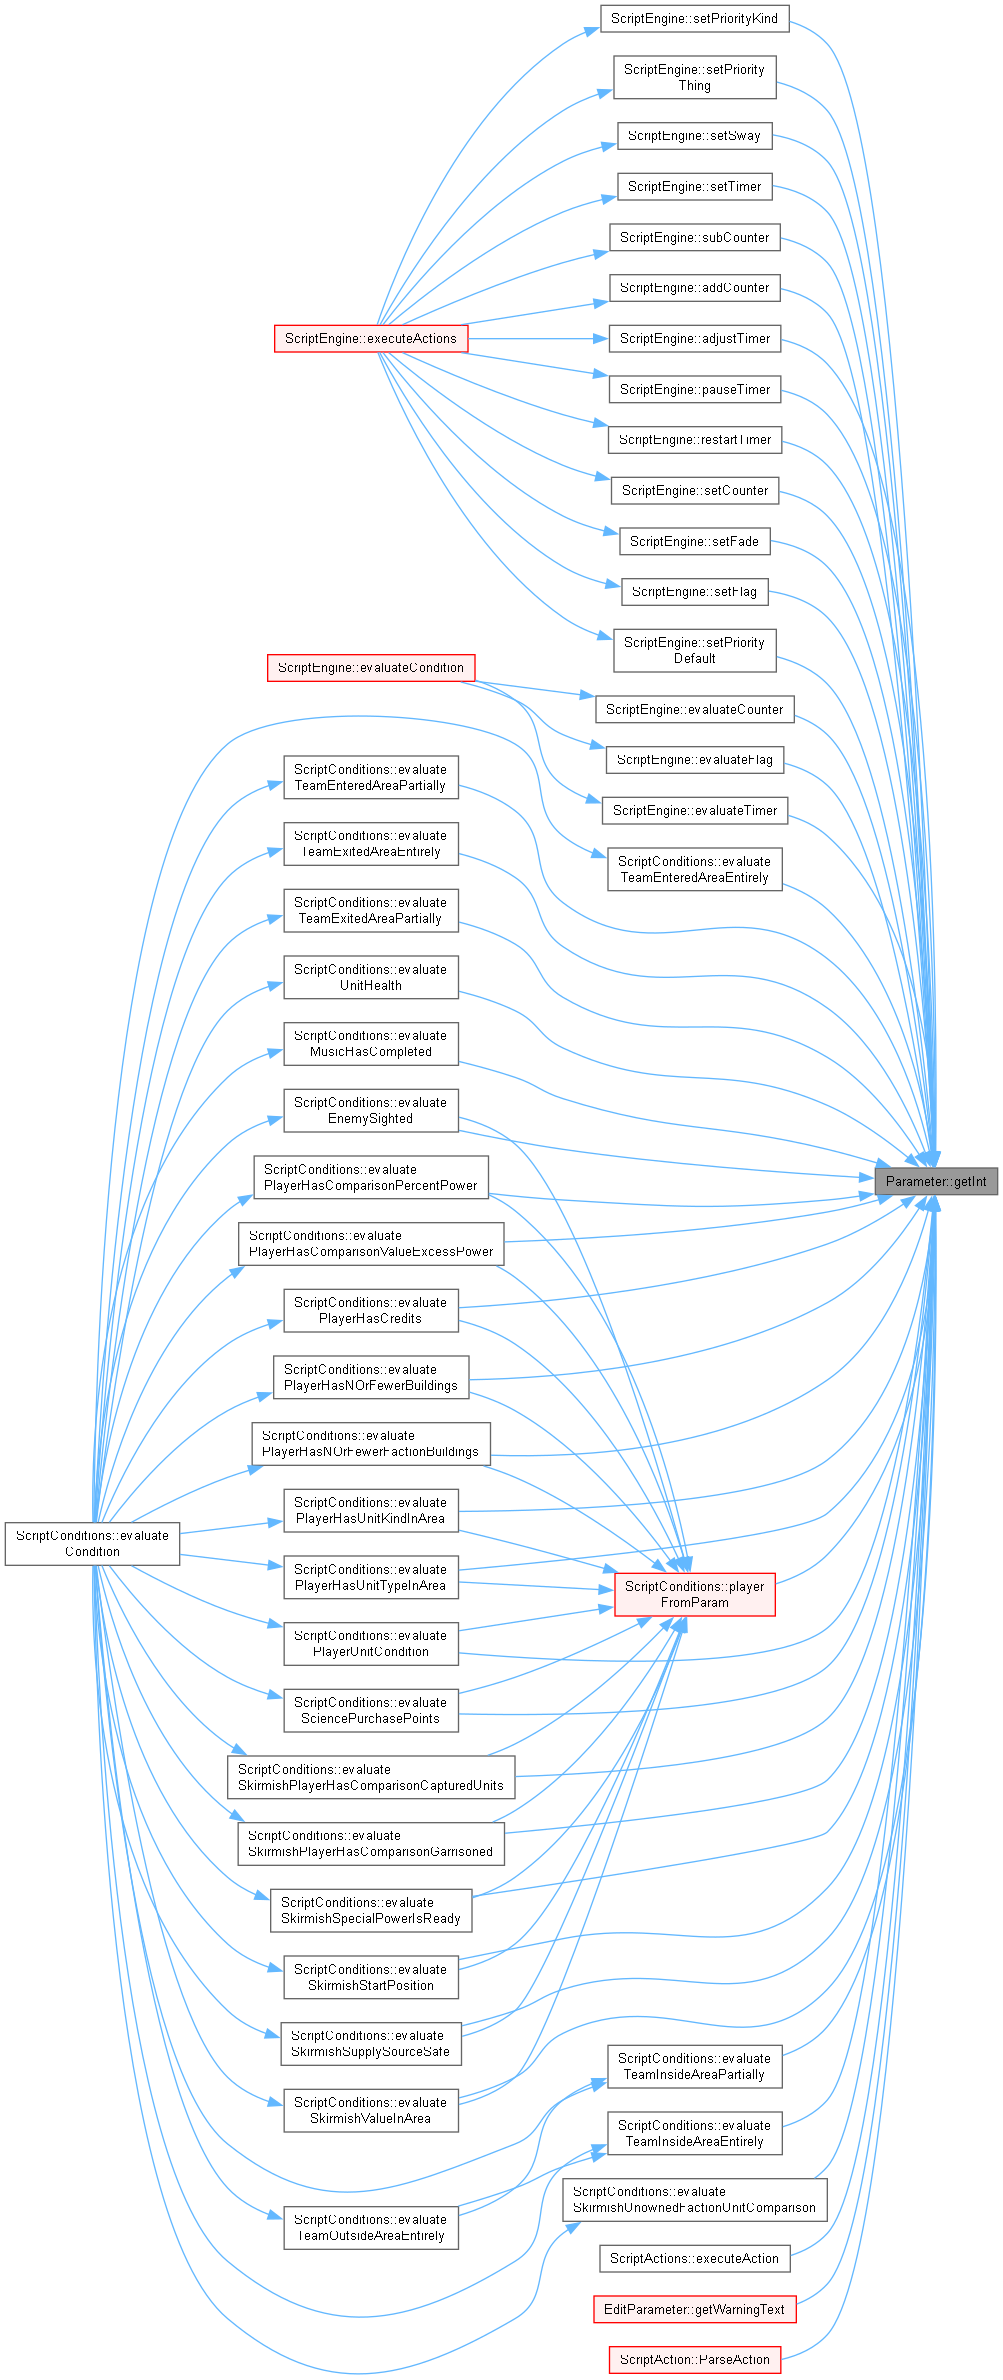 ScriptEngine::setPriorityKind
ScriptEngine::setPriority
Thing
ScriptEngine::setSway
ScriptEngine::setTimer
ScriptEngine::subCounter
ScriptEngine::addCounter
ScriptEngine::executeActions
ScriptEngine::adjustTimer
ScriptEngine::pauseTimer
ScriptEngine::restartTimer
ScriptEngine::setCounter
ScriptEngine::setFade
ScriptEngine::setFlag
ScriptEngine::setPriority
Default
ScriptEngine::evaluateCondition
ScriptEngine::evaluateCounter
ScriptEngine::evaluateFlag
ScriptConditions::evaluate
TeamEnteredAreaPartially
ScriptEngine::evaluateTimer
ScriptConditions::evaluate
TeamExitedAreaEntirely
ScriptConditions::evaluate
TeamEnteredAreaEntirely
ScriptConditions::evaluate
TeamExitedAreaPartially
ScriptConditions::evaluate
UnitHealth
ScriptConditions::evaluate
MusicHasCompleted
ScriptConditions::evaluate
EnemySighted
ScriptConditions::evaluate
PlayerHasComparisonPercentPower
Parameter::getInt
ScriptConditions::evaluate
PlayerHasComparisonValueExcessPower
ScriptConditions::evaluate
PlayerHasCredits
ScriptConditions::evaluate
PlayerHasNOrFewerBuildings
ScriptConditions::evaluate
PlayerHasNOrFewerFactionBuildings
ScriptConditions::evaluate
PlayerHasUnitKindInArea
ScriptConditions::evaluate
Condition
ScriptConditions::evaluate
PlayerHasUnitTypeInArea
ScriptConditions::player
FromParam
ScriptConditions::evaluate
PlayerUnitCondition
ScriptConditions::evaluate
SciencePurchasePoints
ScriptConditions::evaluate
SkirmishPlayerHasComparisonCapturedUnits
ScriptConditions::evaluate
SkirmishPlayerHasComparisonGarrisoned
ScriptConditions::evaluate
SkirmishSpecialPowerIsReady
ScriptConditions::evaluate
SkirmishStartPosition
ScriptConditions::evaluate
SkirmishSupplySourceSafe
ScriptConditions::evaluate
TeamInsideAreaPartially
ScriptConditions::evaluate
SkirmishValueInArea
ScriptConditions::evaluate
TeamInsideAreaEntirely
ScriptConditions::evaluate
SkirmishUnownedFactionUnitComparison
ScriptConditions::evaluate
TeamOutsideAreaEntirely
ScriptActions::executeAction
EditParameter::getWarningText
ScriptAction::ParseAction